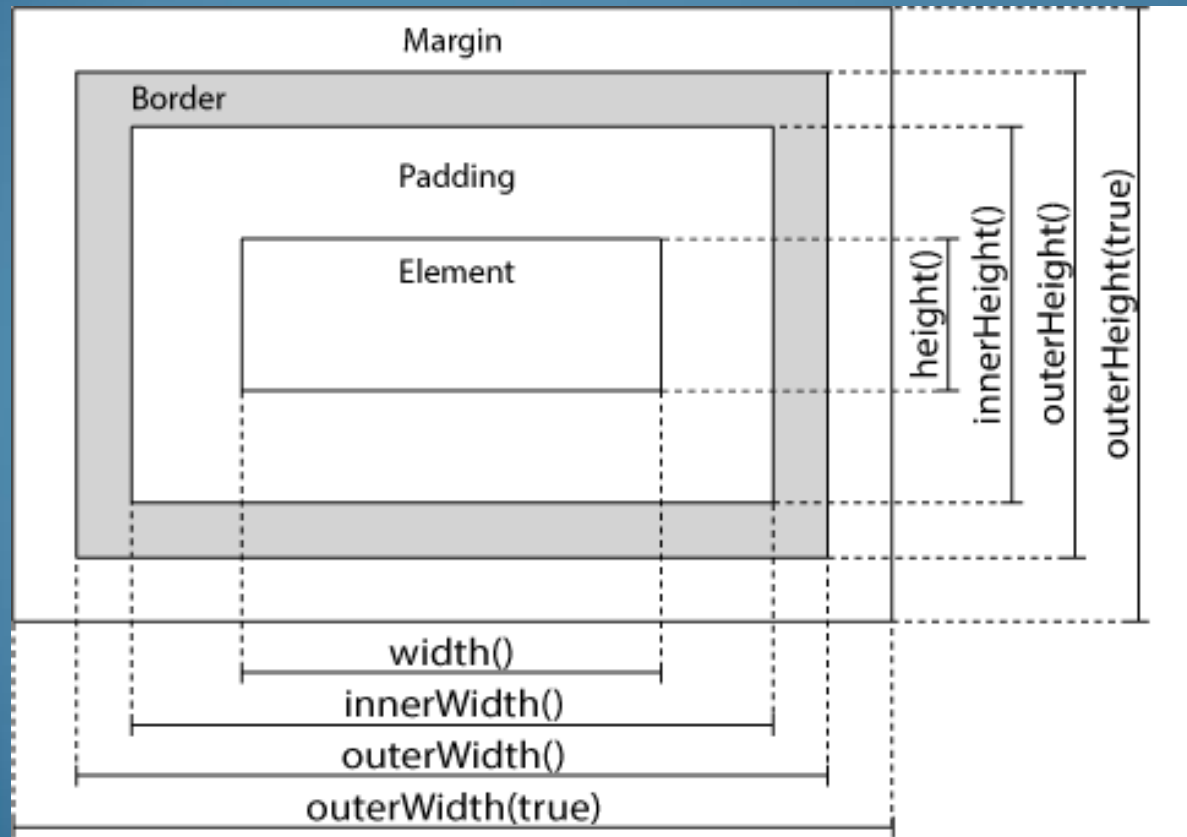 Margin
Border
Padding
Element
height()
innerHeight()
outerHeight()
outerHeight(true)
width()
innerWidth()
outerWidth()
outerWidth(true)